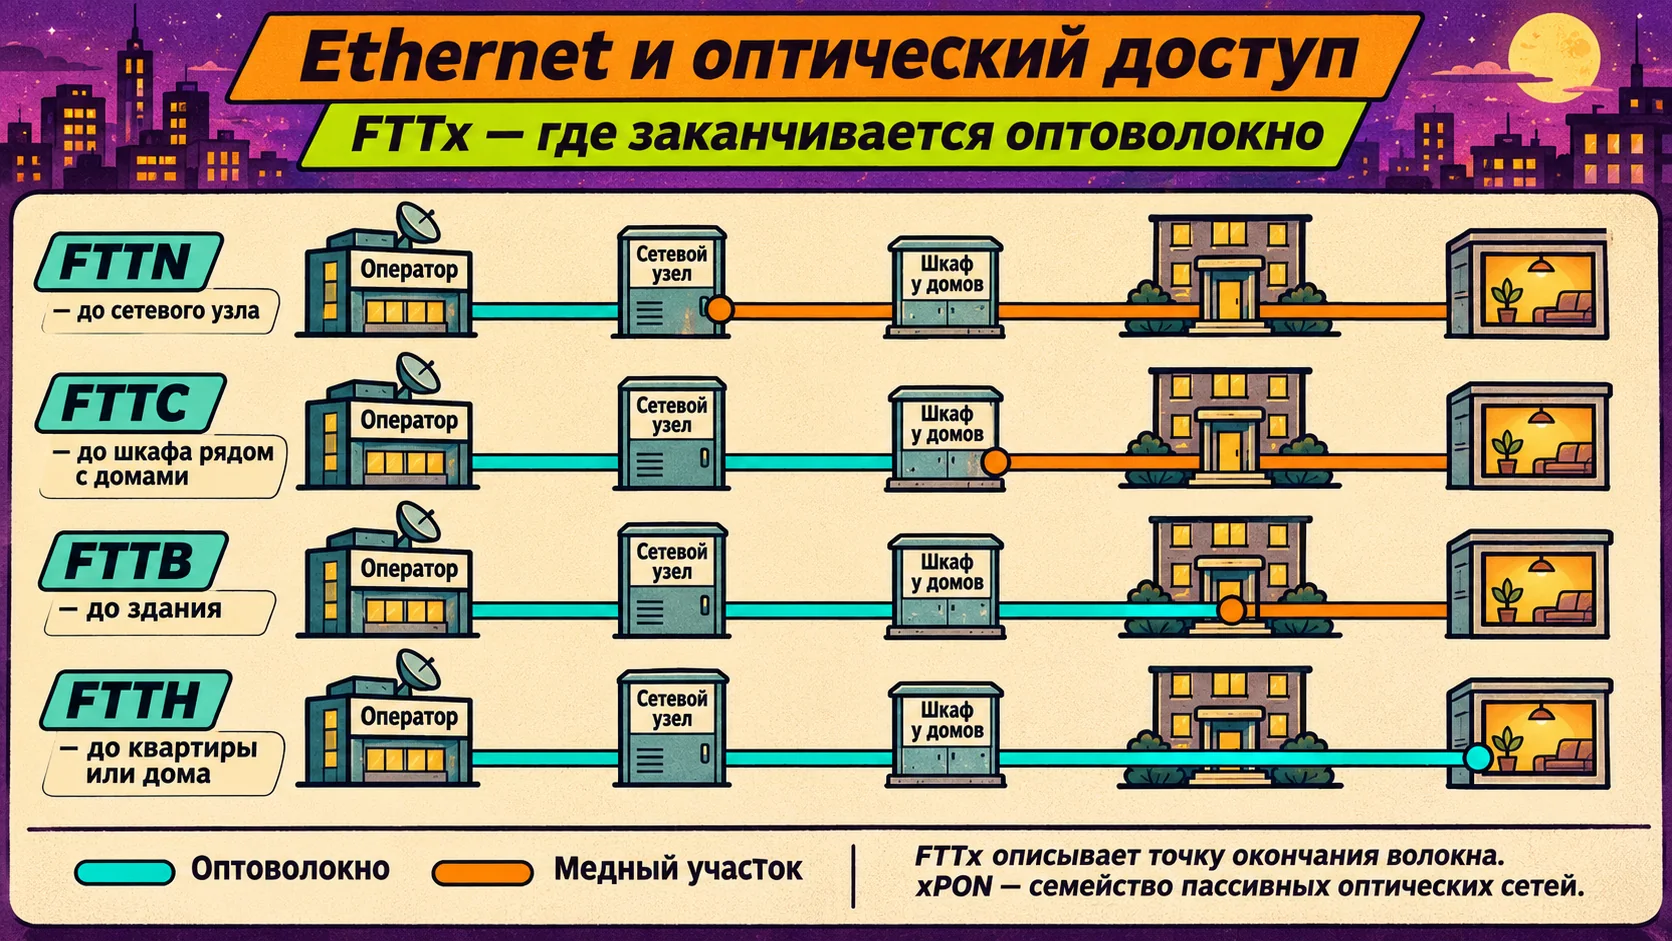 Ethernet и оптический доступ
FTTx — где заканчивается оптоволокно
FTTN
— до сетевого узла
Оператор
Сетевой
узел
Шкаф
у домов
FTTC
— до шкафа рядом
с домами
Оператор
Сетевой
узел
Шкаф
у домов
FTTB
— до здания
Оператор
Сетевой
узел
Шкаф
у домов
FTTH
— до квартиры
или дома
Оператор
Сетевой
узел
Шкаф
у домов
Оптоволокно
Медный участок
FTTx описывает точку окончания волокна.
xPON — семейство пассивных оптических сетей.